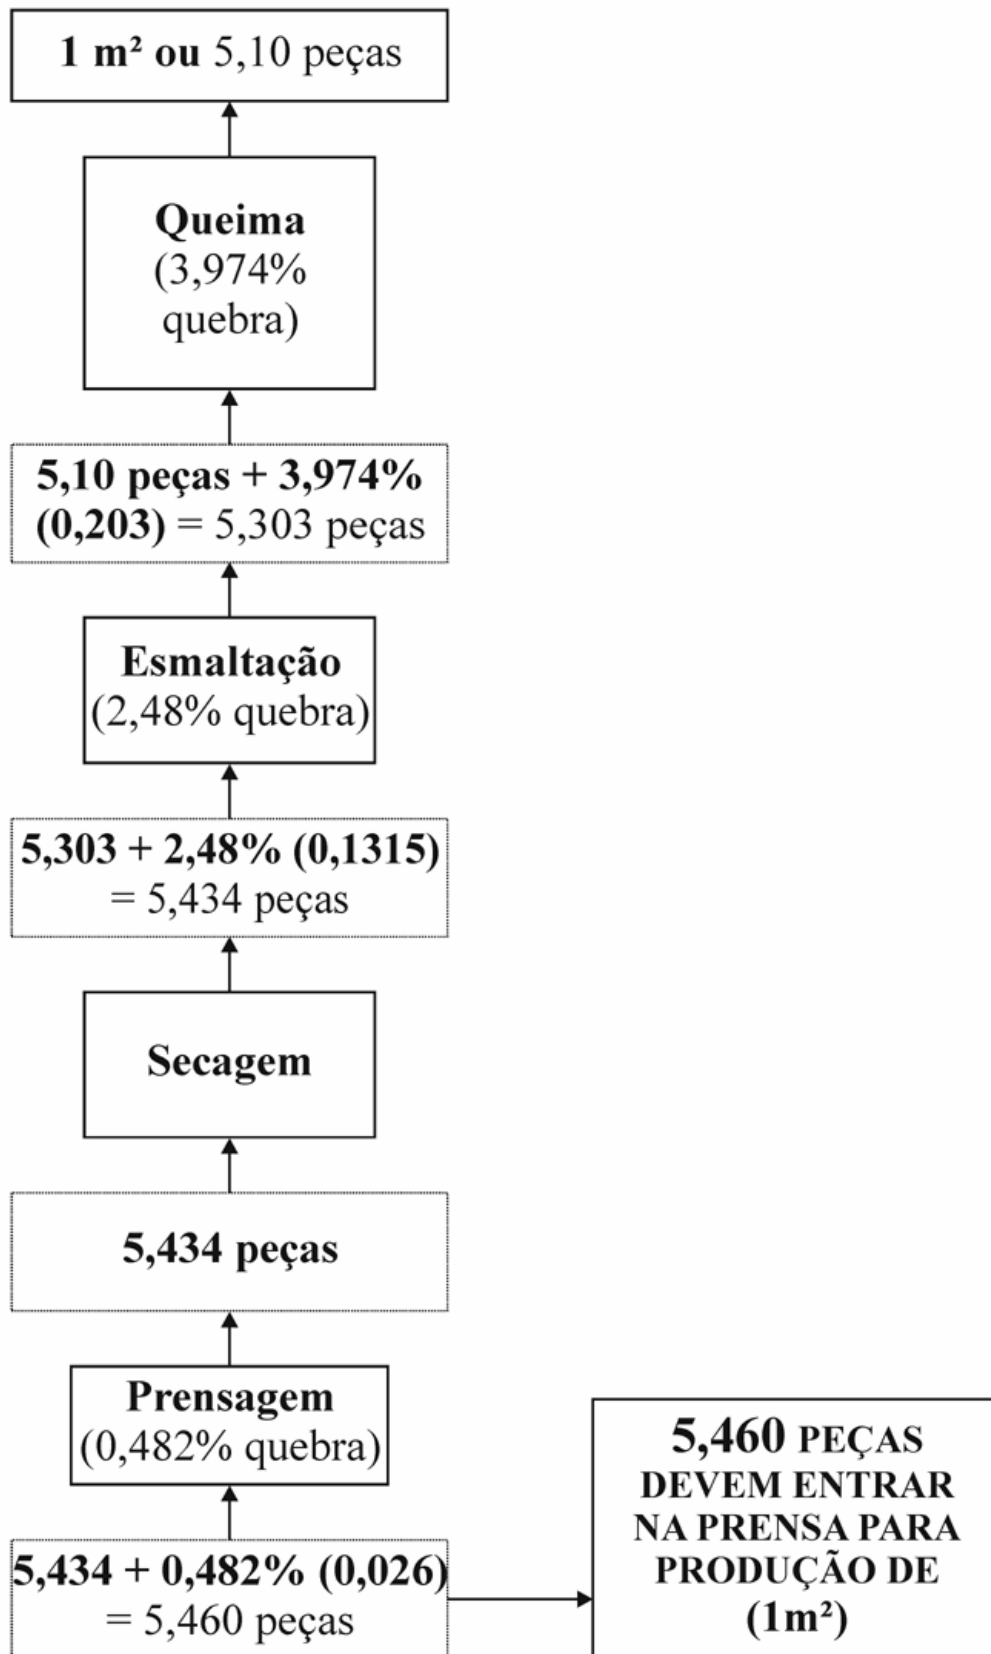 1 m² ou 5,10 peças
Queima
(3,974%
quebra)
5,10 peças + 3,974%
(0,203) = 5,303 peças
Esmaltação
(2,48% quebra)
5,303 + 2,48% (0,1315)
= 5,434 peças
Secagem
5,434 peças
Prensagem
(0,482% quebra)
5,434 + 0,482% (0,026)
= 5,460 peças
5,460 PEÇAS
DEVEM ENTRAR
NA PRENSA PARA
PRODUÇÃO DE
(1m²)